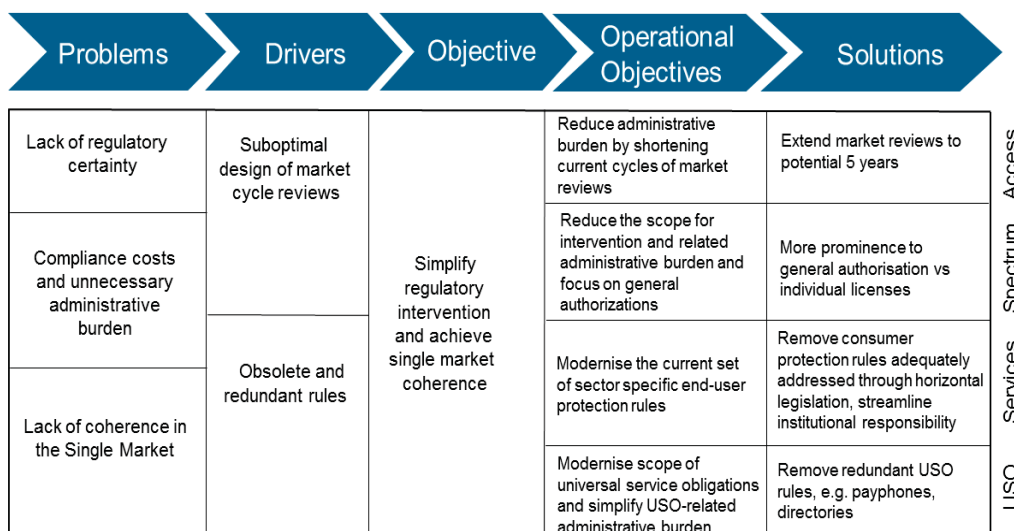 Problems
Drivers
Objective
Operational
Objectives
Solutions
Lack of regulatory
certainty
Compliance costs
and unnecessary
administrative
burden
Lack of coherence in
the Single Market
Suboptimal
design of market
cycle reviews
Obsolete and
redundant rules
Simplify
regulatory
intervention
and achieve
single market
coherence
Reduce administrative
burden by shortening
current cycles of market
reviews
Extend market reviews to
potential 5 years
Access
Reduce the scope for
intervention and related
administrative burden and
focus on general
authorizations
More prominence to
general authorisation vs
individual licenses
Spectrum
Modernise the current set
of sector specific end-user
protection rules
Remove consumer
protection rules adequately
addressed through horizontal
legislation, streamline
institutional responsibility
Services
Modernise scope of
universal service obligations
and simplify USO-related
administrative burden
Remove redundant USO
rules, e.g. payphones,
directories
USO